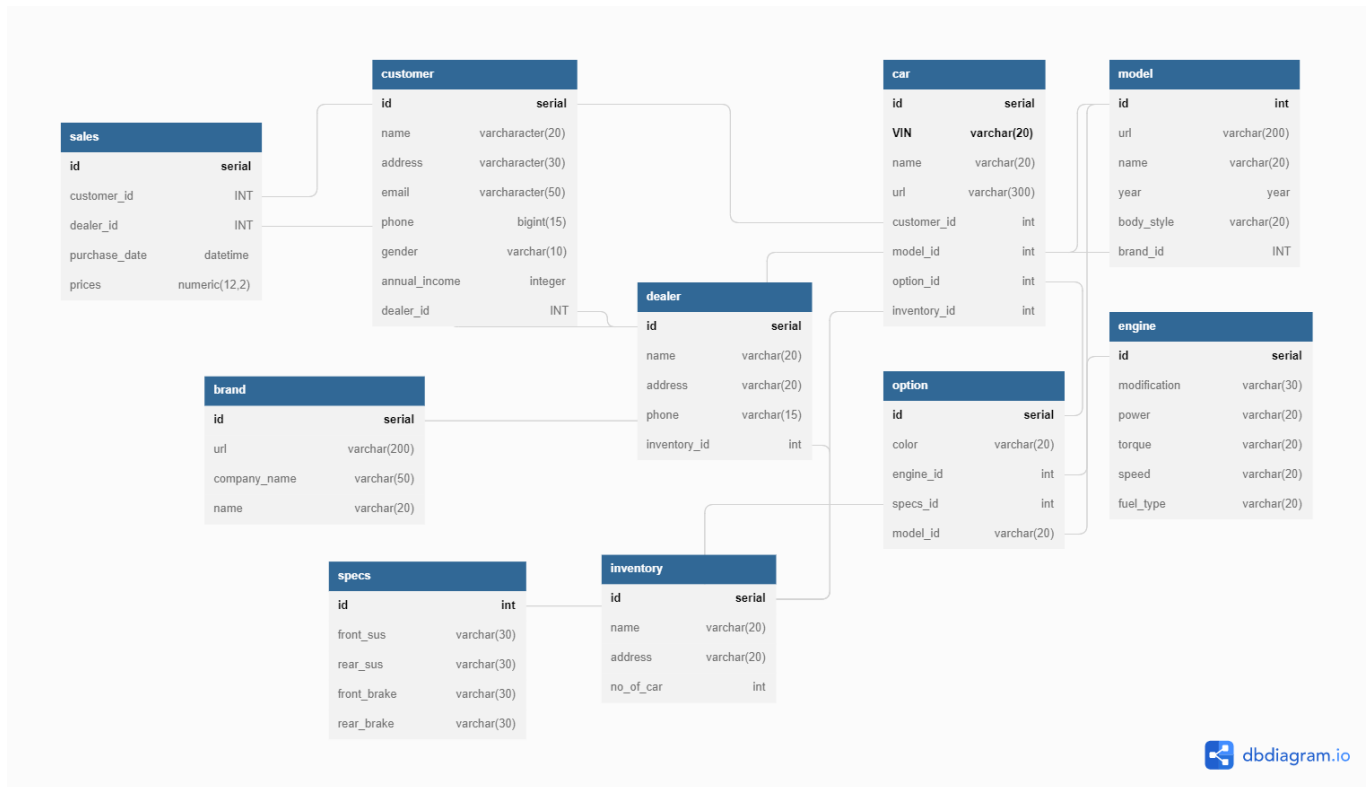 sales
id serial
customer_id INT
dealer_id INT
purchase_date datetime
prices numeric(12,2)
customer
id serial
name varcharacter(20)
address varcharacter(30)
email varcharacter(50)
phone bigint(15)
gender varchar(10)
annual_income integer
dealer_id INT
car
id serial
VIN varchar(20)
name varchar(20)
url varchar(300)
customer_id int
model_id int
option_id int
inventory_id int
model
id int
url varchar(200)
name varchar(20)
year year
body_style varchar(20)
brand_id INT
dealer
id serial
name varchar(20)
address varchar(20)
phone varchar(15)
inventory_id int
engine
id serial
modification varchar(30)
power varchar(20)
torque varchar(20)
speed varchar(20)
fuel_type varchar(20)
brand
id serial
url varchar(200)
company_name varchar(50)
name varchar(20)
option
id serial
color varchar(20)
engine_id int
specs_id int
model_id varchar(20)
specs
id int
front_sus varchar(30)
rear_sus varchar(30)
front_brake varchar(30)
rear_brake varchar(30)
inventory
id serial
name varchar(20)
address varchar(20)
no_of_car int
dbdiagram.io